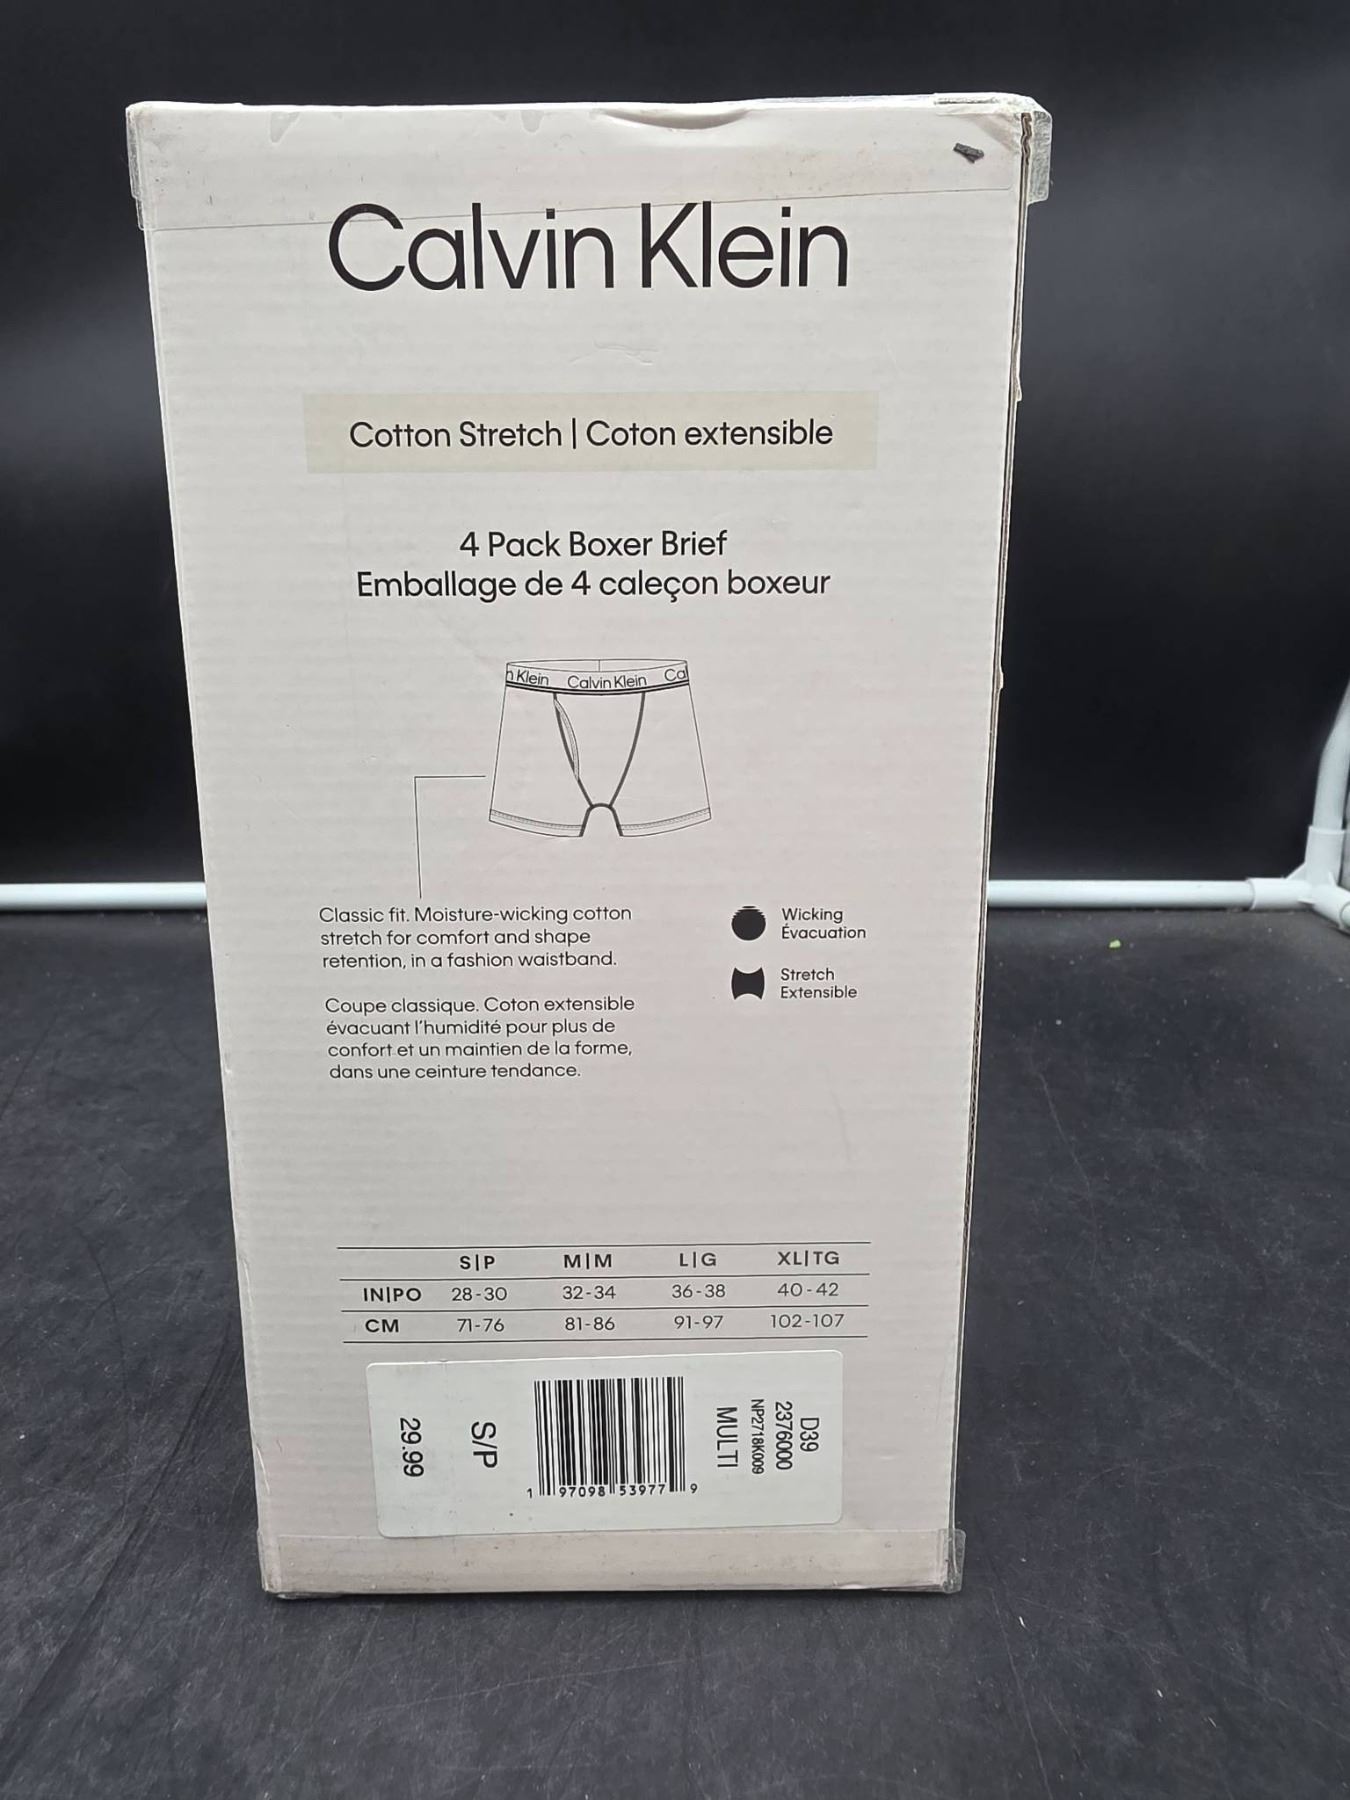 Calvin Klein
Cotton Stretch | Coton extensible
4 Pack Boxer Brief
Emballage de 4 caleçon boxeur
n Klein Calvin Klein Cal
Classic fit. Moisture-wicking cotton
stretch for comfort and shape
retention, in a fashion waistband.
Coupe classique. Coton extensible
évacuant l'humidité pour plus de
confort et un maintien de la forme,
dans une ceinture tendance.
Wicking
Évacuation
Stretch
Extensible
S|P M|M L|G XL|TG
IN|PO 28-30 32-34 36-38 40-42
CM 71-76 81-86 91-97 102-107
D39
2376000
NP2718K009
MULTI
1 97098 53977 9
S/P
29.99